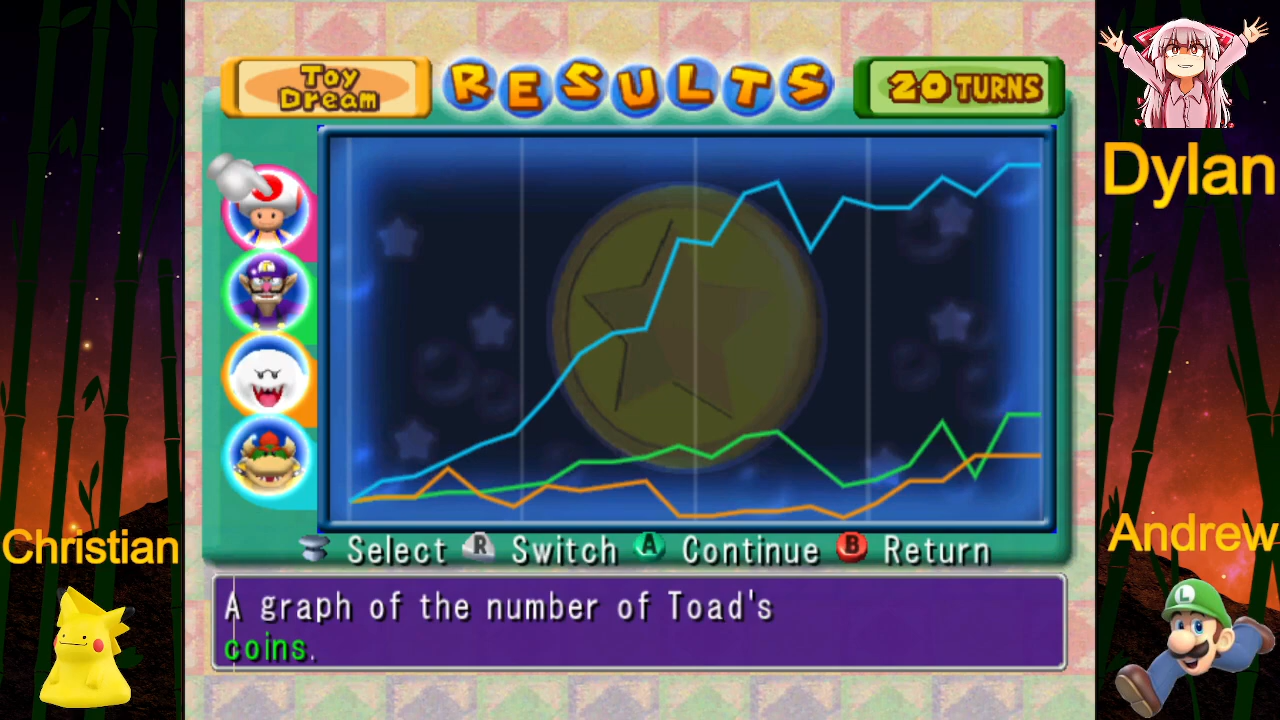 Toy
Dream
RESULTS
20 TURNS
Dylan
Christian
Andrew
L
Select R Switch A Continue B Return
A graph of the number of Toad's
coins.